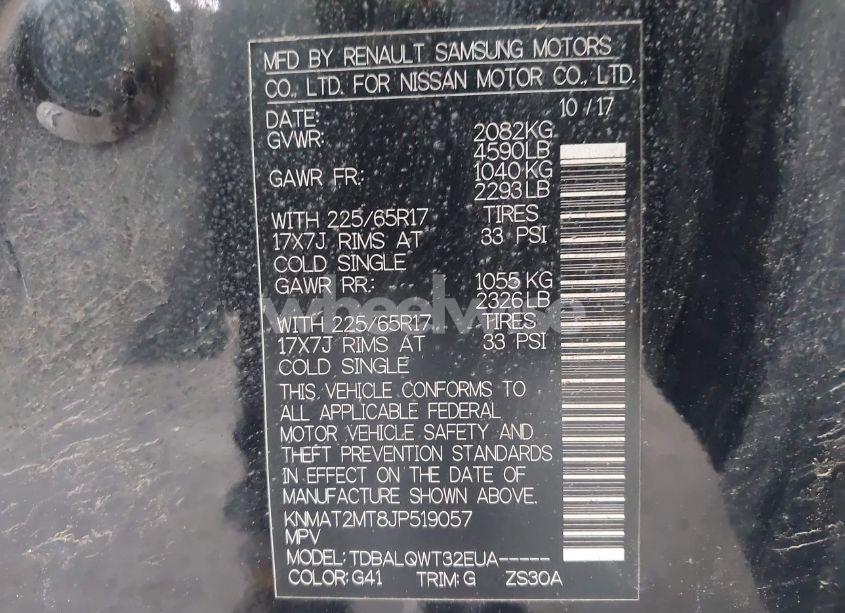 MFD BY RENAULT SAMSUNG MOTORS
CO., LTD. FOR NISSAN MOTOR CO., LTD.
DATE: 10 / 17
GVWR: 2082KG
4590LB
GAWR FR.: 1040KG
2293LB
WITH 225/65R17 TIRES
17X7J RIMS AT 33 PSI
COLD SINGLE
GAWR RR.: 1055KG
2326LB
WITH 225/65R17 TIRES
17X7J RIMS AT 33 PSI
COLD SINGLE
THIS VEHICLE CONFORMS TO
ALL APPLICABLE FEDERAL
MOTOR VEHICLE SAFETY AND
THEFT PREVENTION STANDARDS
IN EFFECT ON THE DATE OF
MANUFACTURE SHOWN ABOVE.
KNMAT2MT8JP519057
MPV
MODEL: TDBALQWT32EUA-----
COLOR: G41 TRIM: G ZS30A